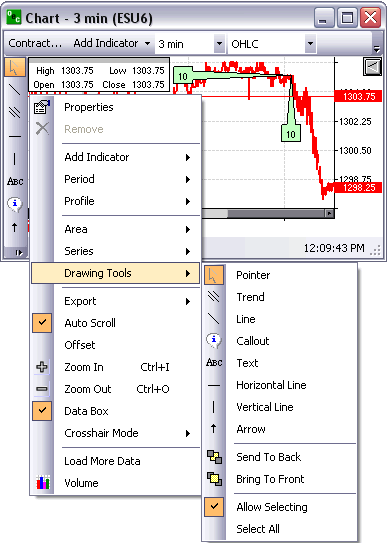 Chart - 3 min (ESU6)
Contract... Add Indicator 3 min OHLC
High 1303.75 Low 1303.75
Open 1303.75 Close 1303.75
10
10
1303.75
1302.25
1300.50
1298.75
1298.25
ABC
12:09:43 PM
Properties
Remove
Add Indicator
Period
Profile
Area
Series
Drawing Tools
Export
Auto Scroll
Offset
Zoom In Ctrl+I
Zoom Out Ctrl+O
Data Box
Crosshair Mode
Load More Data
Volume
Pointer
Trend
Line
Callout
ABC Text
Horizontal Line
Vertical Line
Arrow
Send To Back
Bring To Front
Allow Selecting
Select All